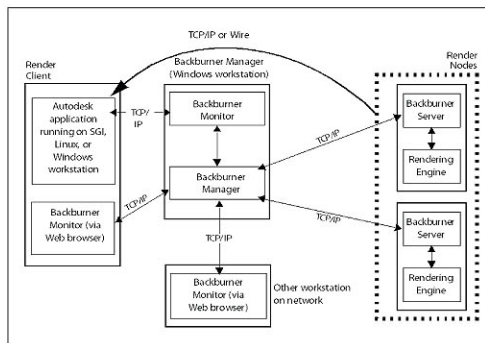 TCP/IP or Wire
Render
Client
Backburner Manager
(Windows workstation)
Render
Nodes
Autodesk
application
running on SGI,
Linux, or
Windows
workstation
TCP/
IP
Backburner
Monitor
Backburner
Manager
TCP/IP
Backburner
Server
Rendering
Engine
Backburner
Monitor (via
Web browser)
TCP/IP
TCP/IP
TCP/IP
Backburner
Server
Rendering
Engine
Backburner
Monitor (via
Web browser)
Other workstation
on network